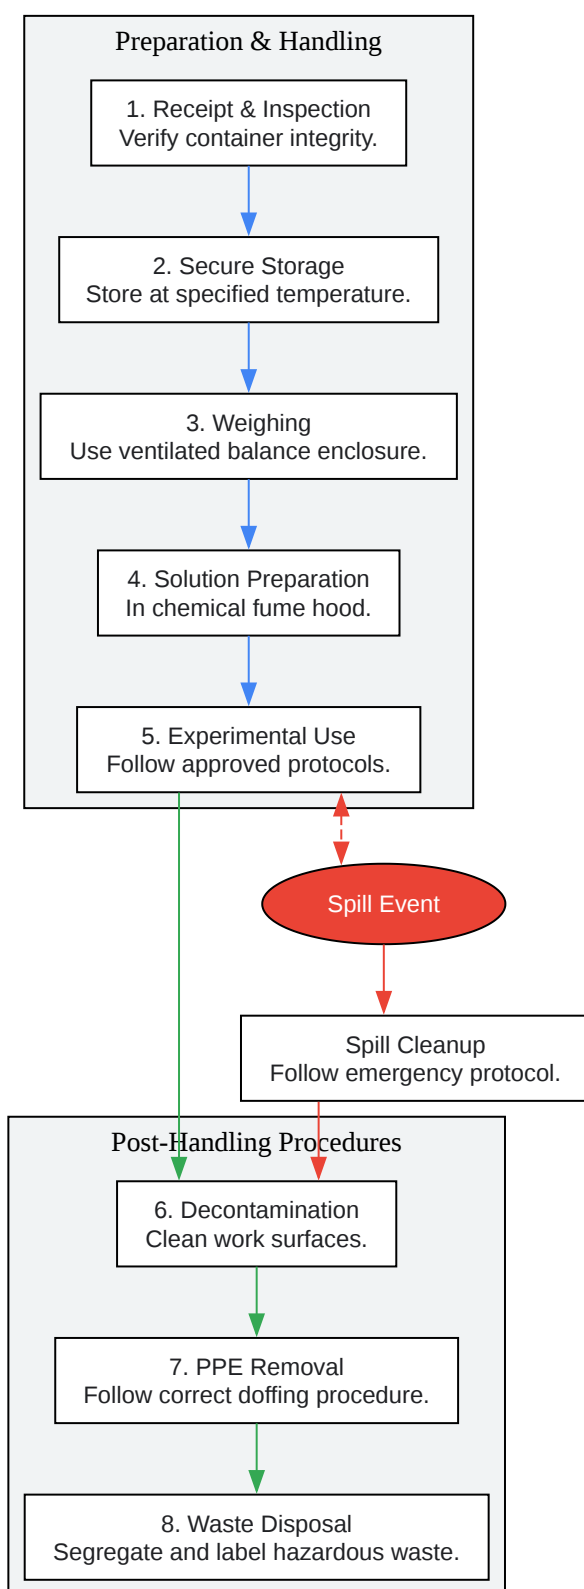 Preparation & Handling
1. Receipt & Inspection
Verify container integrity.
2. Secure Storage
Store at specified temperature.
3. Weighing
Use ventilated balance enclosure.
4. Solution Preparation
In chemical fume hood.
5. Experimental Use
Follow approved protocols.
Spill Event
Spill Cleanup
Follow emergency protocol.
Post-Handling Procedures
6. Decontamination
Clean work surfaces.
7. PPE Removal
Follow correct doffing procedure.
8. Waste Disposal
Segregate and label hazardous waste.